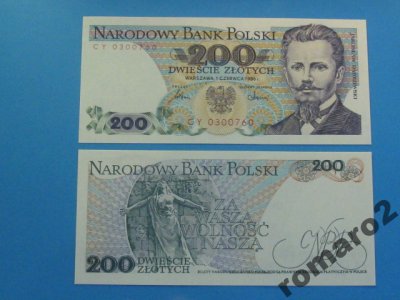 NARODOWY BANK POLSKI
CY 0300760
200
DWIEŚCIE ZŁOTYCH
WARSZAWA, 1 CZERWCA 1986 r.
CY 0300760
200
NARODOWY BANK POLSKI
200
ZA
WASZĄ
WOLNOŚĆ
I NASZĄ
200
DWIEŚCIE
ZŁOTYCH
romaro2